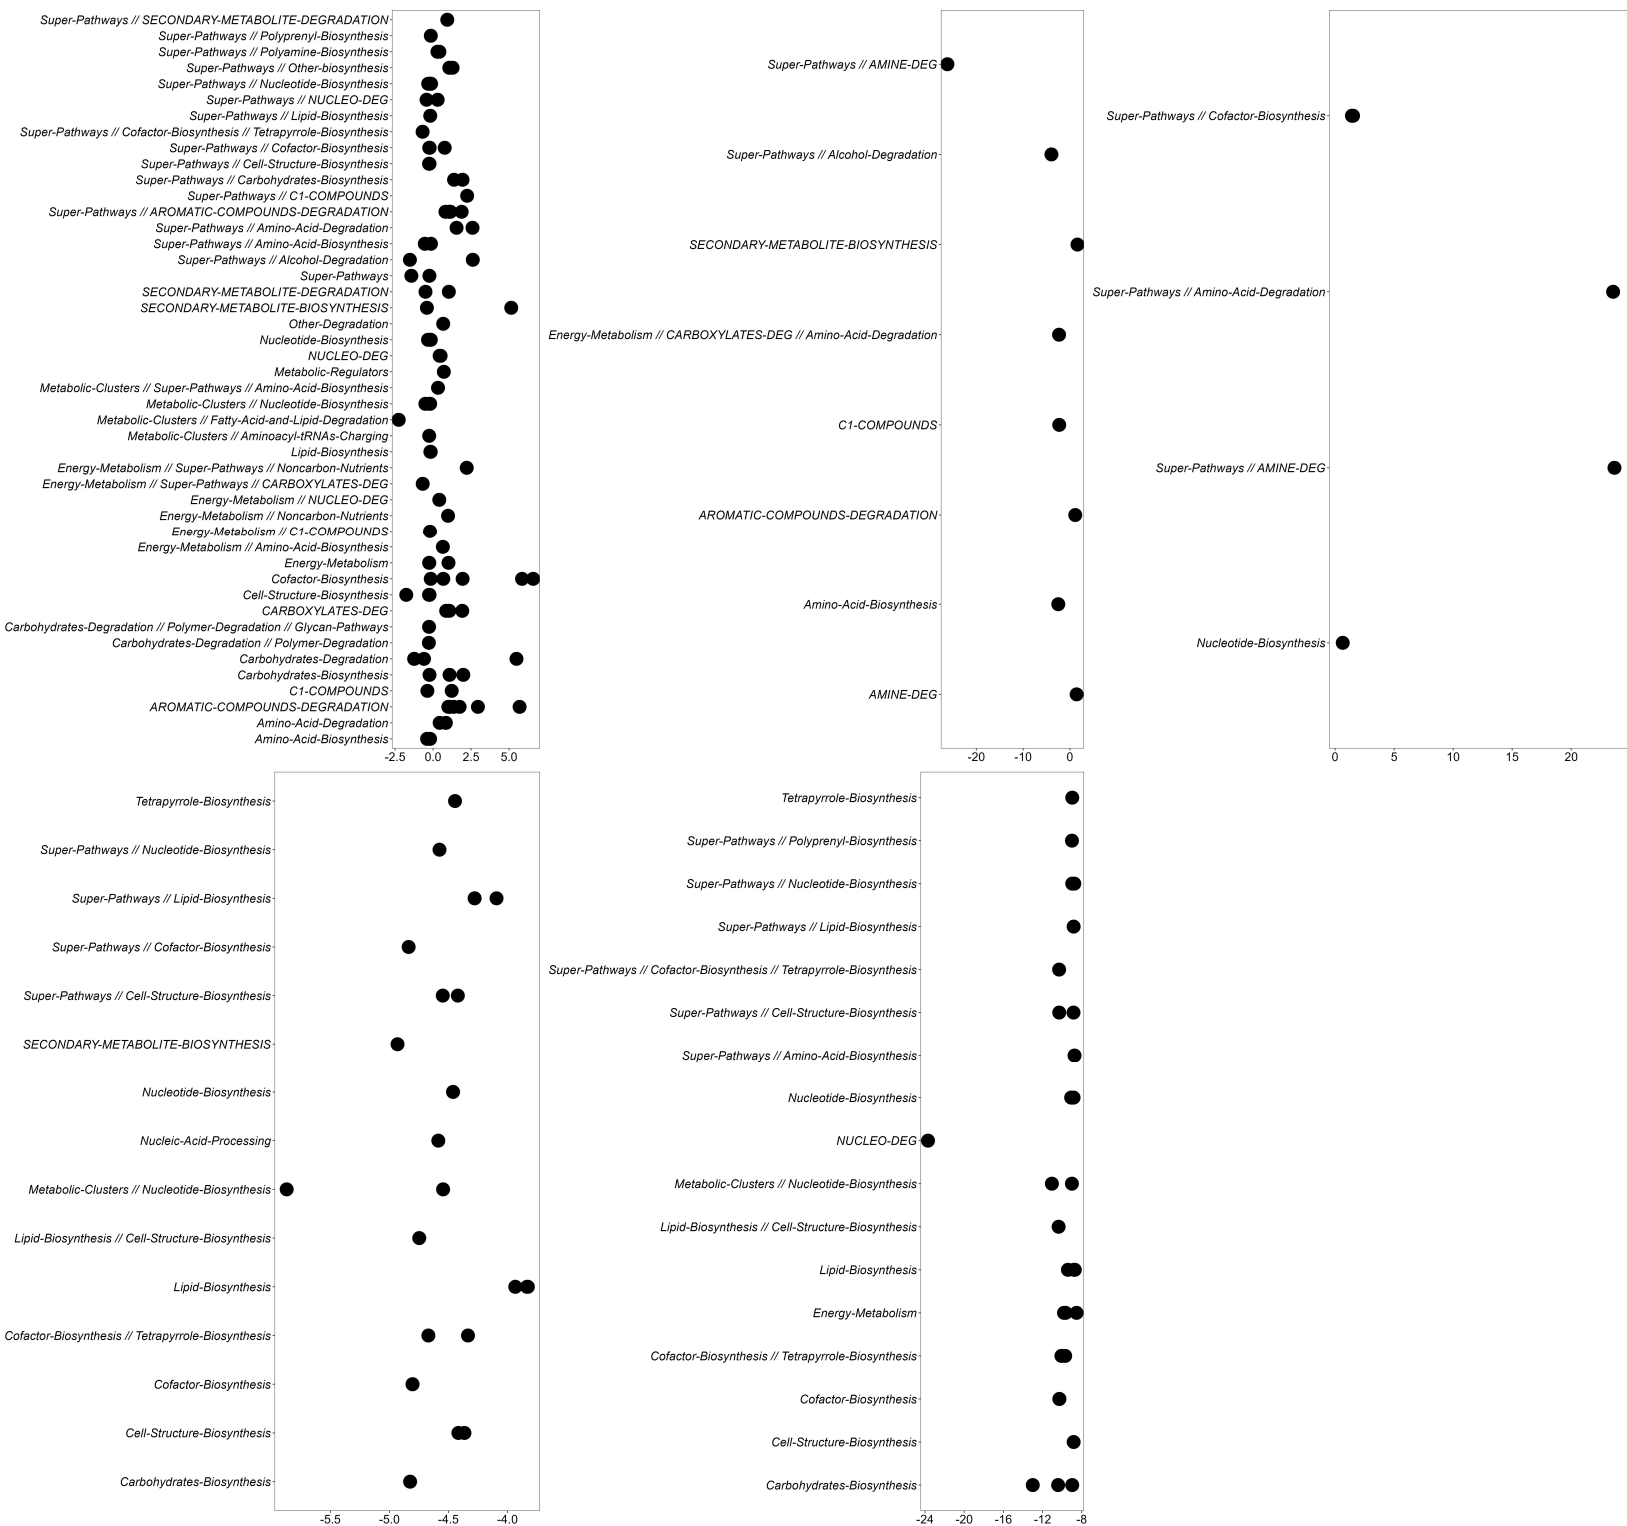 Super-Pathways // SECONDARY-METABOLITE-DEGRADATION
Super-Pathways // Polyprenyl-Biosynthesis
Super-Pathways // Polyamine-Biosynthesis
Super-Pathways // Other-biosynthesis
Super-Pathways // Nucleotide-Biosynthesis
Super-Pathways // NUCLEO-DEG
Super-Pathways // Lipid-Biosynthesis
Super-Pathways // Cofactor-Biosynthesis // Tetrapyrrole-Biosynthesis
Super-Pathways // Cofactor-Biosynthesis
Super-Pathways // Cell-Structure-Biosynthesis
Super-Pathways // Carbohydrates-Biosynthesis
Super-Pathways // C1-COMPOUNDS
Super-Pathways // AROMATIC-COMPOUNDS-DEGRADATION
Super-Pathways // Amino-Acid-Degradation
Super-Pathways // Amino-Acid-Biosynthesis
Super-Pathways // Alcohol-Degradation
Super-Pathways
SECONDARY-METABOLITE-DEGRADATION
SECONDARY-METABOLITE-BIOSYNTHESIS
Other-Degradation
Nucleotide-Biosynthesis
NUCLEO-DEG
Metabolic-Regulators
Metabolic-Clusters // Super-Pathways // Amino-Acid-Biosynthesis
Metabolic-Clusters // Nucleotide-Biosynthesis
Metabolic-Clusters // Fatty-Acid-and-Lipid-Degradation
Metabolic-Clusters // Aminoacyl-tRNAs-Charging
Lipid-Biosynthesis
Energy-Metabolism // Super-Pathways // Noncarbon-Nutrients
Energy-Metabolism // Super-Pathways // CARBOXYLATES-DEG
Energy-Metabolism // NUCLEO-DEG
Energy-Metabolism // Noncarbon-Nutrients
Energy-Metabolism // C1-COMPOUNDS
Energy-Metabolism // Amino-Acid-Biosynthesis
Energy-Metabolism
Cofactor-Biosynthesis
Cell-Structure-Biosynthesis
CARBOXYLATES-DEG
Carbohydrates-Degradation // Polymer-Degradation // Glycan-Pathways
Carbohydrates-Degradation // Polymer-Degradation
Carbohydrates-Degradation
Carbohydrates-Biosynthesis
C1-COMPOUNDS
AROMATIC-COMPOUNDS-DEGRADATION
Amino-Acid-Degradation
Amino-Acid-Biosynthesis
-2.5 0.0 2.5 5.0
Super-Pathways // AMINE-DEG
Super-Pathways // Alcohol-Degradation
SECONDARY-METABOLITE-BIOSYNTHESIS
Energy-Metabolism // CARBOXYLATES-DEG // Amino-Acid-Degradation
C1-COMPOUNDS
AROMATIC-COMPOUNDS-DEGRADATION
Amino-Acid-Biosynthesis
AMINE-DEG
-20 -10 0
Super-Pathways // Cofactor-Biosynthesis
Super-Pathways // Amino-Acid-Degradation
Super-Pathways // AMINE-DEG
Nucleotide-Biosynthesis
0 5 10 15 20
Tetrapyrrole-Biosynthesis
Super-Pathways // Nucleotide-Biosynthesis
Super-Pathways // Lipid-Biosynthesis
Super-Pathways // Cofactor-Biosynthesis
Super-Pathways // Cell-Structure-Biosynthesis
SECONDARY-METABOLITE-BIOSYNTHESIS
Nucleotide-Biosynthesis
Nucleic-Acid-Processing
Metabolic-Clusters // Nucleotide-Biosynthesis
Lipid-Biosynthesis // Cell-Structure-Biosynthesis
Lipid-Biosynthesis
Cofactor-Biosynthesis // Tetrapyrrole-Biosynthesis
Cofactor-Biosynthesis
Cell-Structure-Biosynthesis
Carbohydrates-Biosynthesis
-5.5 -5.0 -4.5 -4.0
Tetrapyrrole-Biosynthesis
Super-Pathways // Polyprenyl-Biosynthesis
Super-Pathways // Nucleotide-Biosynthesis
Super-Pathways // Lipid-Biosynthesis
Super-Pathways // Cofactor-Biosynthesis // Tetrapyrrole-Biosynthesis
Super-Pathways // Cell-Structure-Biosynthesis
Super-Pathways // Amino-Acid-Biosynthesis
Nucleotide-Biosynthesis
NUCLEO-DEG
Metabolic-Clusters // Nucleotide-Biosynthesis
Lipid-Biosynthesis // Cell-Structure-Biosynthesis
Lipid-Biosynthesis
Energy-Metabolism
Cofactor-Biosynthesis // Tetrapyrrole-Biosynthesis
Cofactor-Biosynthesis
Cell-Structure-Biosynthesis
Carbohydrates-Biosynthesis
-24 -20 -16 -12 -8